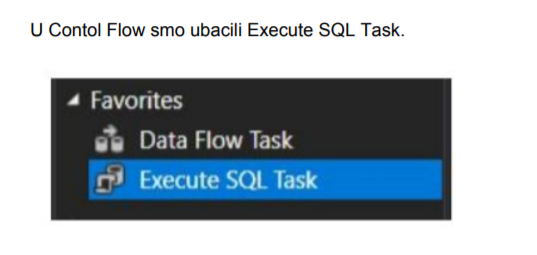 U Contol Flow smo ubacili Execute SQL Task.
Favorites
Data Flow Task
Execute SQL Task